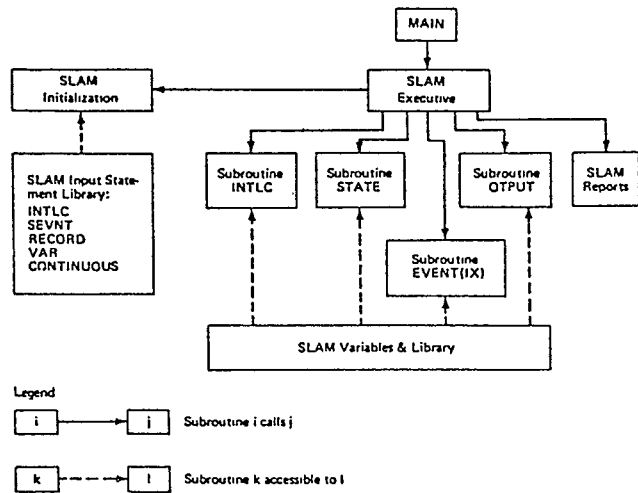 MAIN
SLAM
Initialization
SLAM
Executive
SLAM Input State-
ment Library:
INTLC
SEVNT
RECORD
VAR
CONTINUOUS
Subroutine
INTLC
Subroutine
STATE
Subroutine
OTPUT
SLAM
Reports
Subroutine
EVENT(IX)
SLAM Variables & Library
Legend
i
j
Subroutine i calls j
k
l
Subroutine k accessible to l